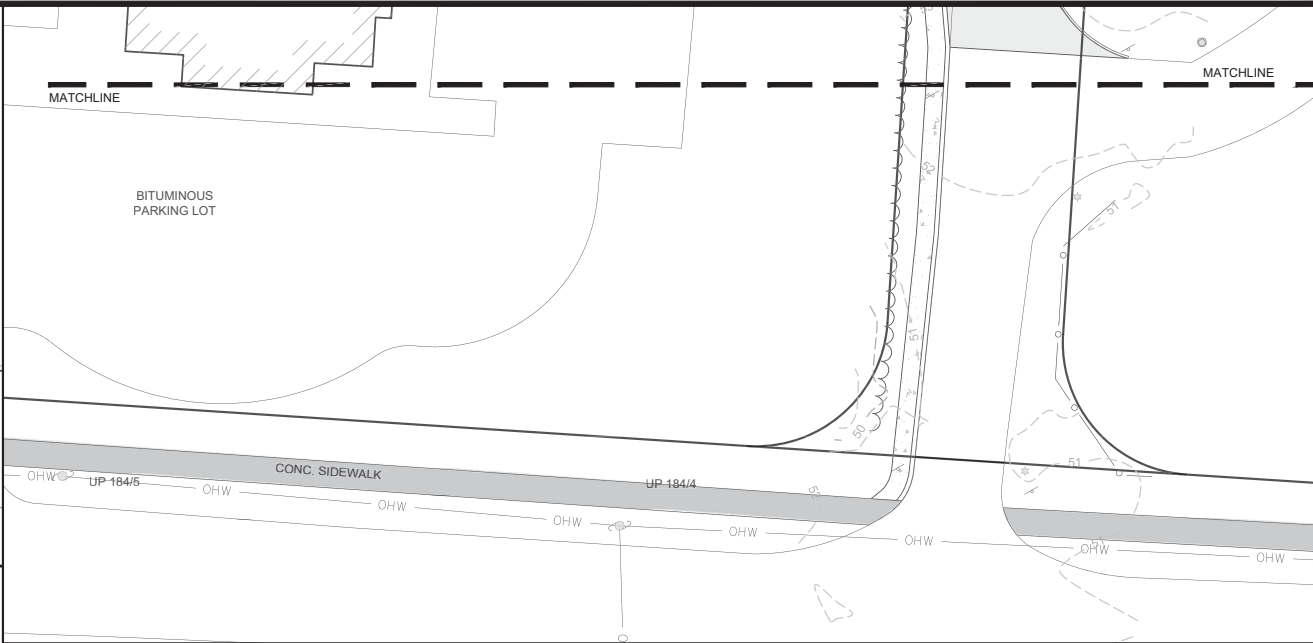 MATCHLINE
MATCHLINE
BITUMINOUS
PARKING LOT
52
51
51
50
51
CONC. SIDEWALK
OHW
UP 184/5
UP 184/4
OHW
OHW
OHW
OHW
OHW
OHW
51
OHW